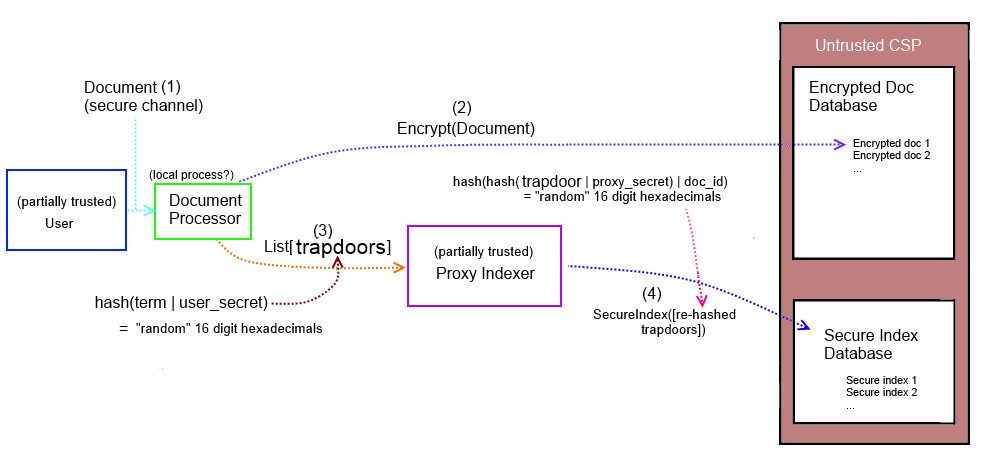 Untrusted CSP
Document (1)
(secure channel)
(2)
Encrypt(Document)
Encrypted Doc
Database
Encrypted doc 1
Encrypted doc 2
...
(local process?)
(partially trusted)
User
Document
Processor
hash(hash( trapdoor | proxy_secret) | doc_id)
= "random" 16 digit hexadecimals
(3)
List[trapdoors]
(partially trusted)
Proxy Indexer
hash(term | user_secret)
= "random" 16 digit hexadecimals
(4)
SecureIndex([re-hashed
trapdoors])
Secure Index
Database
Secure index 1
Secure index 2
...